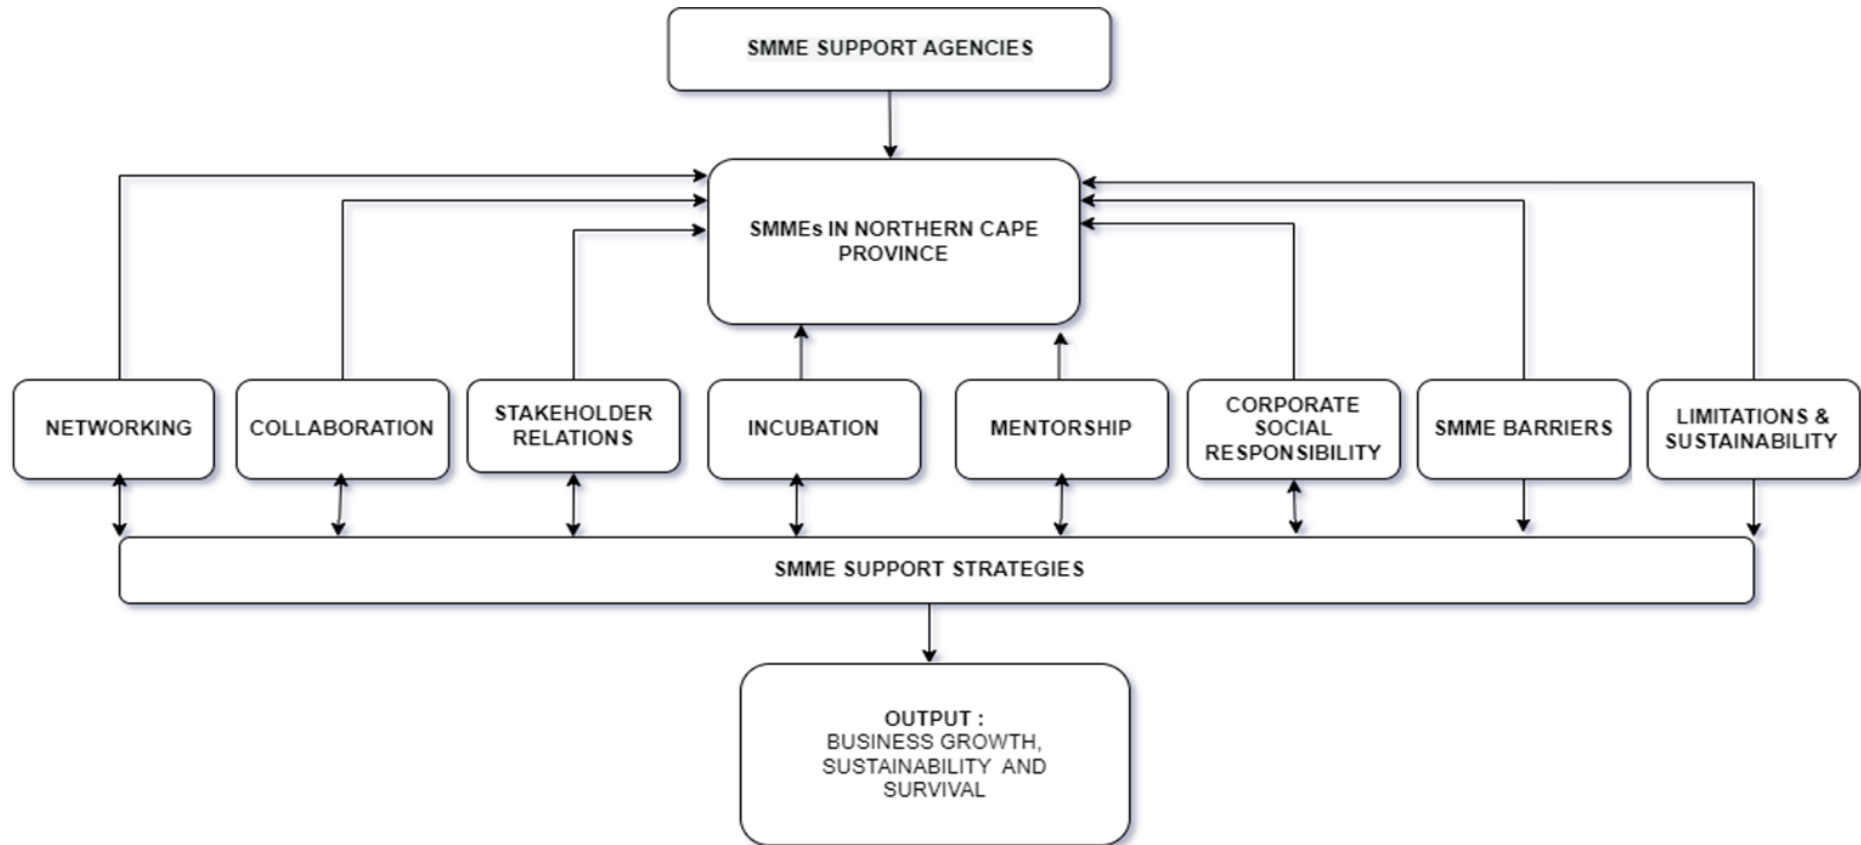 SMME SUPPORT AGENCIES
SMMEs IN NORTHERN CAPE
PROVINCE
NETWORKING
COLLABORATION
STAKEHOLDER
RELATIONS
INCUBATION
MENTORSHIP
CORPORATE
SOCIAL
RESPONSIBILITY
SMME BARRIERS
LIMITATIONS &
SUSTAINABILITY
SMME SUPPORT STRATEGIES
OUTPUT :
BUSINESS GROWTH,
SUSTAINABILITY AND
SURVIVAL